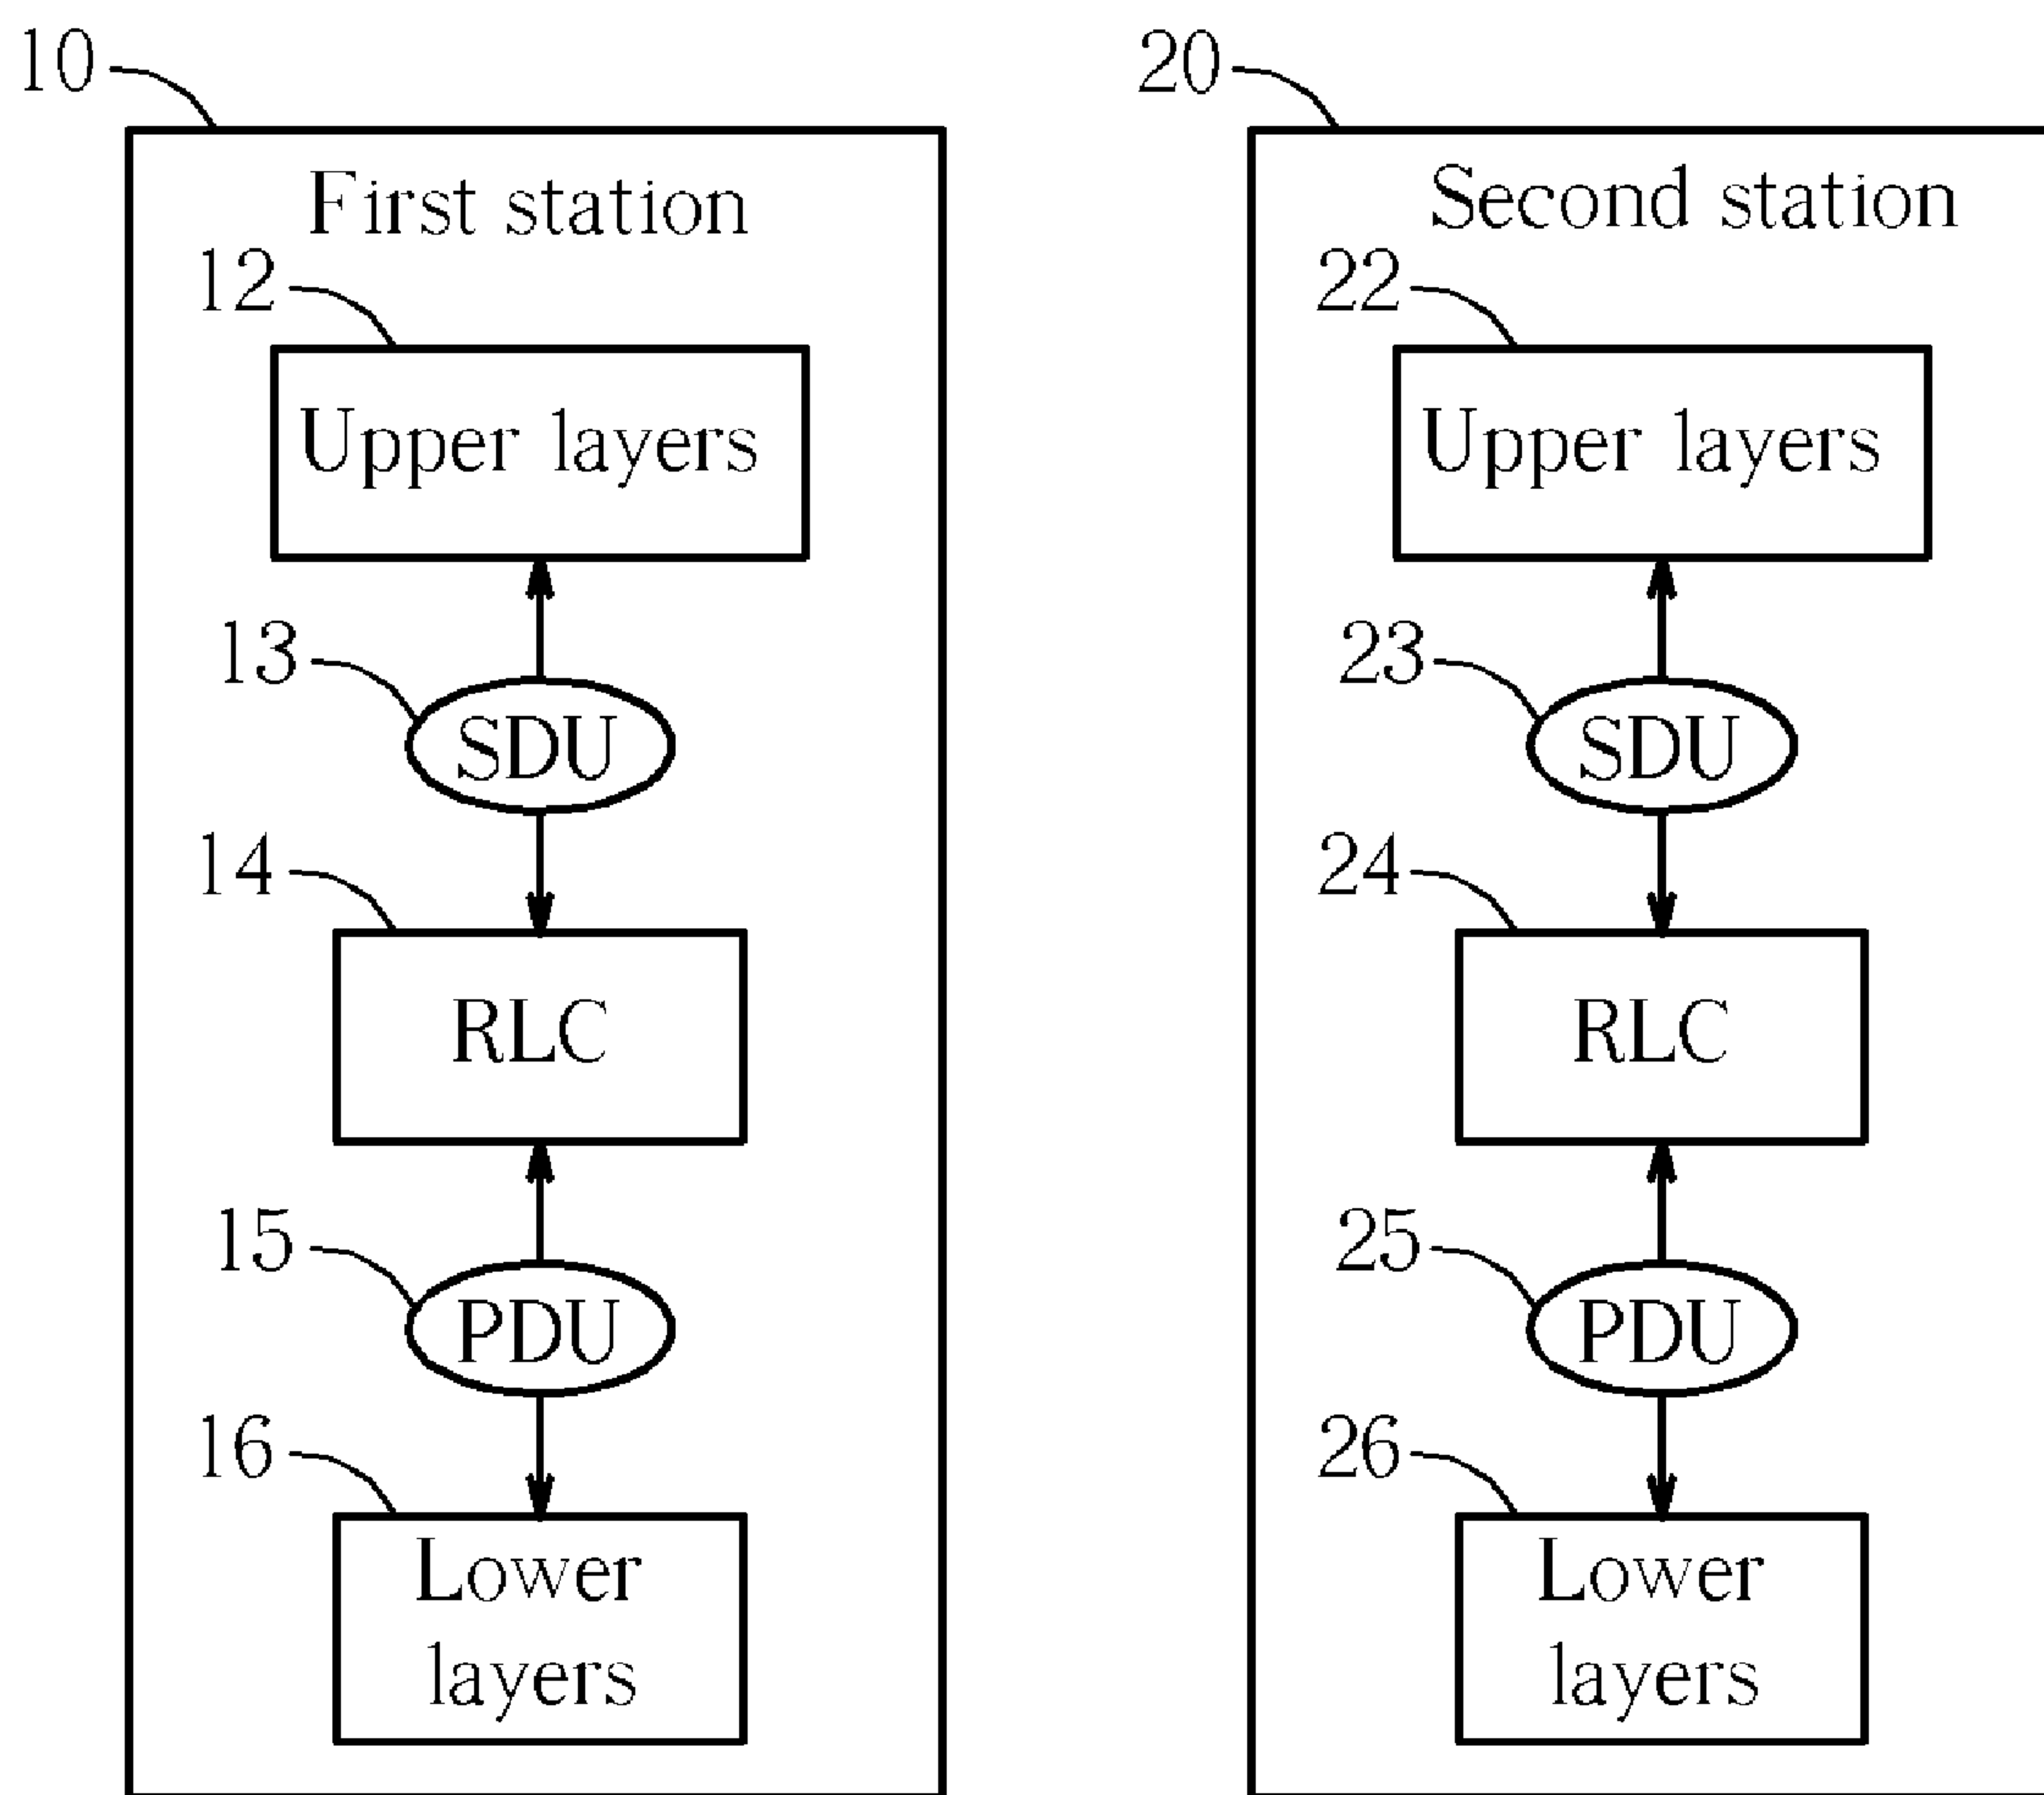 10
First station
12
Upper layers
13
SDU
14
RLC
15
PDU
16
Lower
layers
20
Second station
22
Upper layers
23
SDU
24
RLC
25
PDU
26
Lower
layers